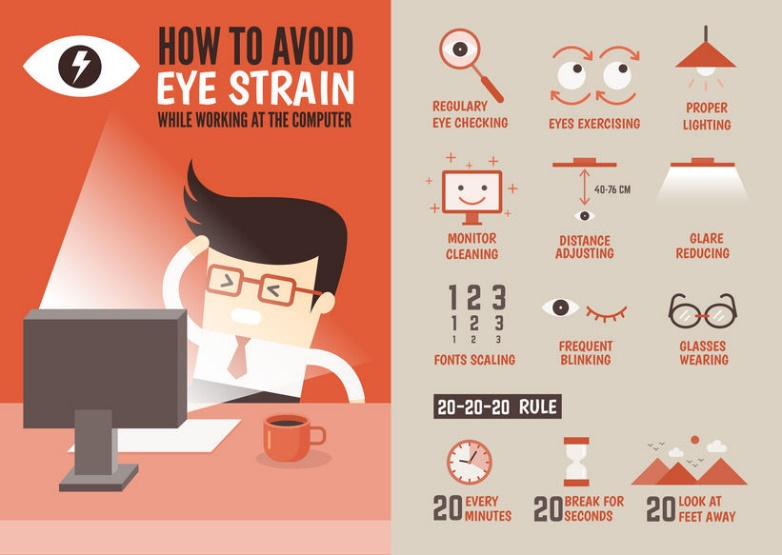 HOW TO AVOID
EYE STRAIN
WHILE WORKING AT THE COMPUTER
REGULARY
EYE CHECKING
EYES EXERCISING
PROPER
LIGHTING
MONITOR
CLEANING
40-76 CM
DISTANCE
ADJUSTING
GLARE
REDUCING
1 2 3
1 2 3
1 2 3
FONTS SCALING
FREQUENT
BLINKING
GLASSES
WEARING
20-20-20 RULE
20 EVERY
MINUTES
20 BREAK FOR
SECONDS
20 LOOK AT
FEET AWAY